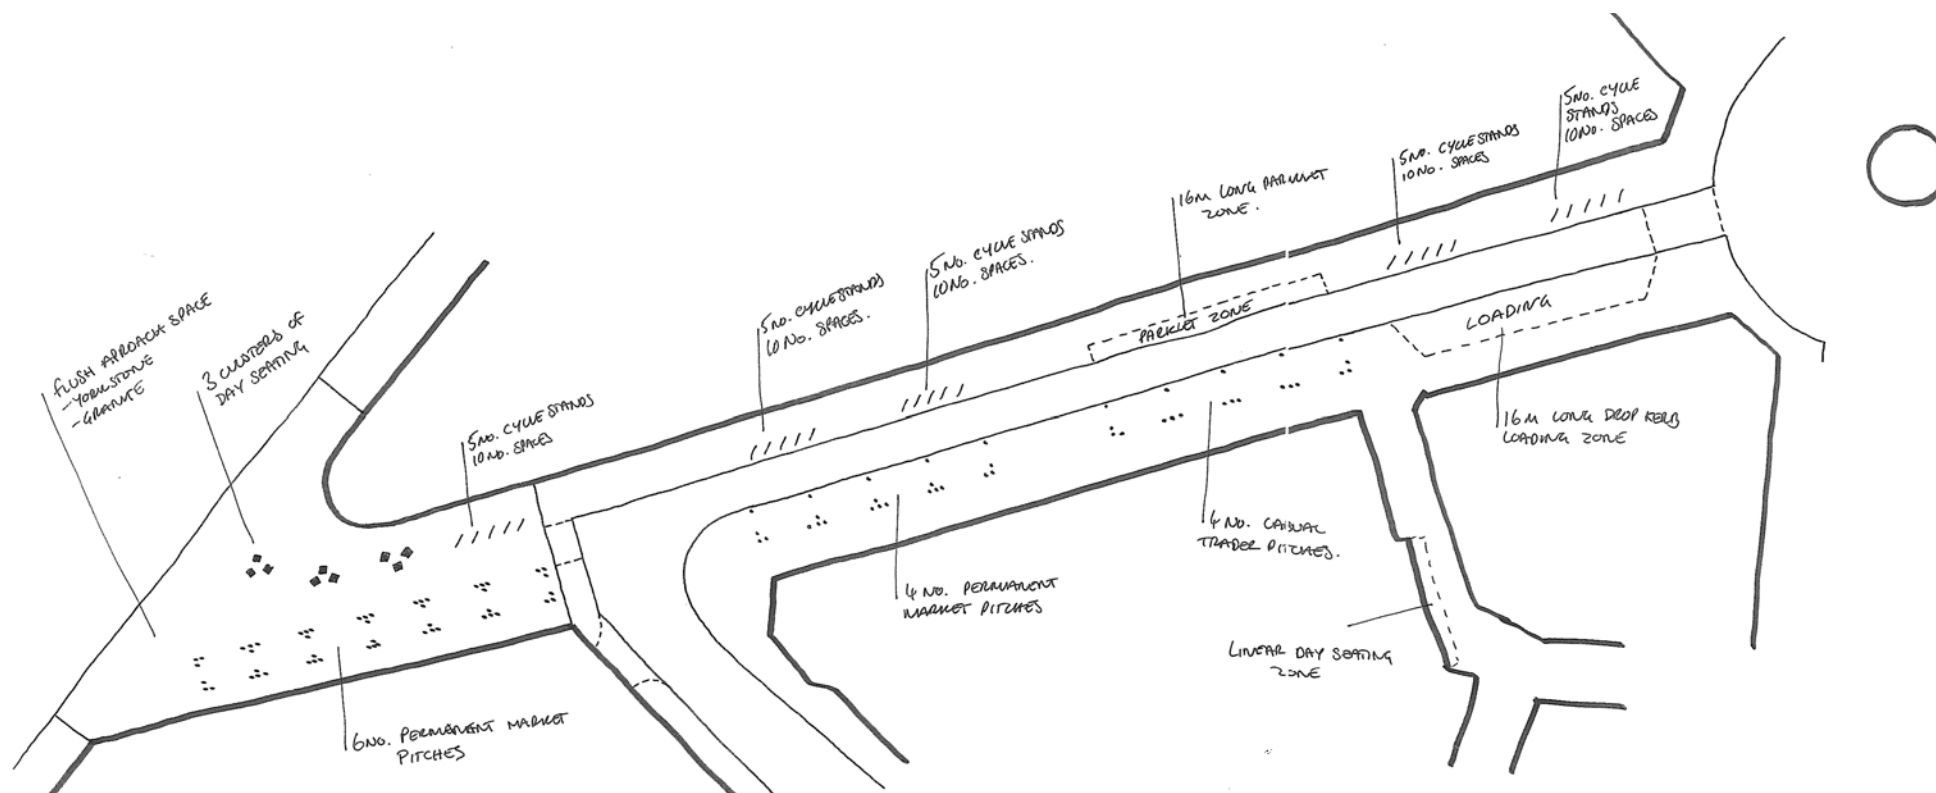 FLUSH APROACH SPACE
- YORKSTONE
- GRANITE
3 CLUSTERS OF
DAY SEATING
5NO. CYCLE STANDS
10NO. SPACES
5NO. CYCLE STANDS
10NO. SPACES.
5NO. CYCLE STANDS
10NO. SPACES.
16M LONG PARKLET
ZONE.
5NO. CYCLE STANDS
10NO. SPACES
5NO. CYCLE
STANDS
10NO. SPACES
PARKLET ZONE
LOADING
16M LONG DROP KERB
LOADING ZONE
4 NO. CASUAL
TRADER PITCHES.
4 NO. PERMANENT
MARKET PITCHES
LINEAR DAY SEATING
ZONE
6NO. PERMANENT MARKET
PITCHES